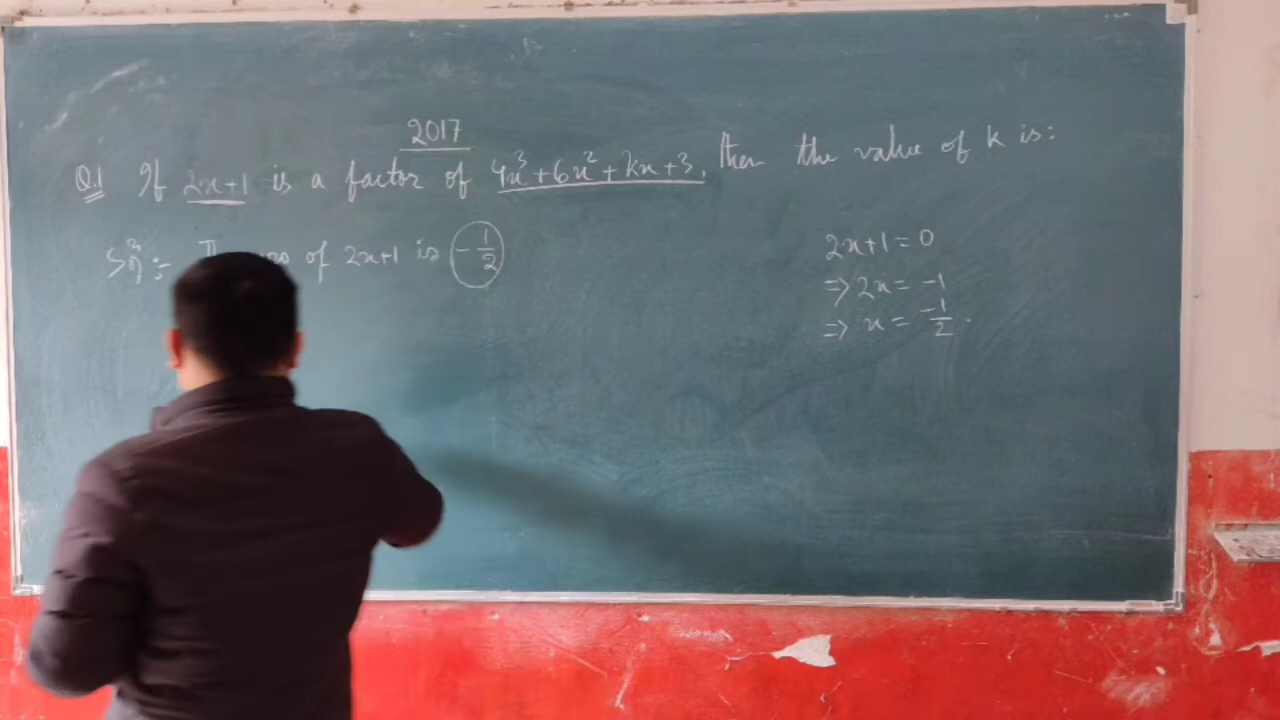 2017
Q.1 If 2x+1 is a factor of 4x³+6x²+kx+3, then the value of k is:
Solⁿ:- of 2x+1 is -1/2
2x+1=0
⇒2x=-1
⇒ x=-1/2.